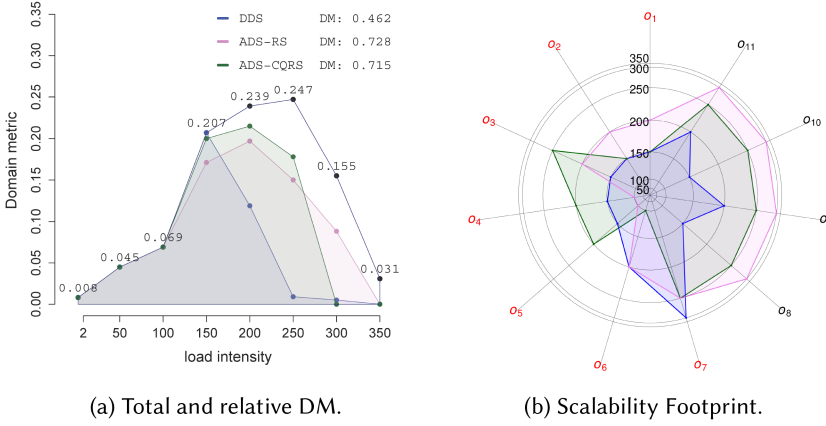 DDS DM: 0.462
ADS-RS DM: 0.728
ADS-CQRS DM: 0.715
Domain metric
0.35
0.30
0.25
0.20
0.15
0.10
0.05
0.00
0.008
0.045
0.069
0.207
0.239
0.247
0.155
0.031
2 50 100 150 200 250 300 350
load intensity
(a) Total and relative DM.
o1
o2
o3
o4
o5
o6
o7
o8
o
o10
o11
350
300
250
200
150
100
50
(b) Scalability Footprint.